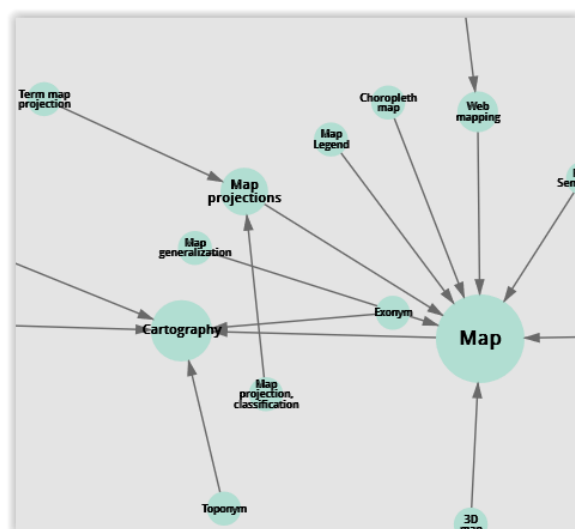 Term map
projection
Choropleth
map
Web
mapping
Map
Legend
Map
projections
Map
generalization
Exonym
Cartography
Map
Map
projection,
classification
Toponym
3D
map